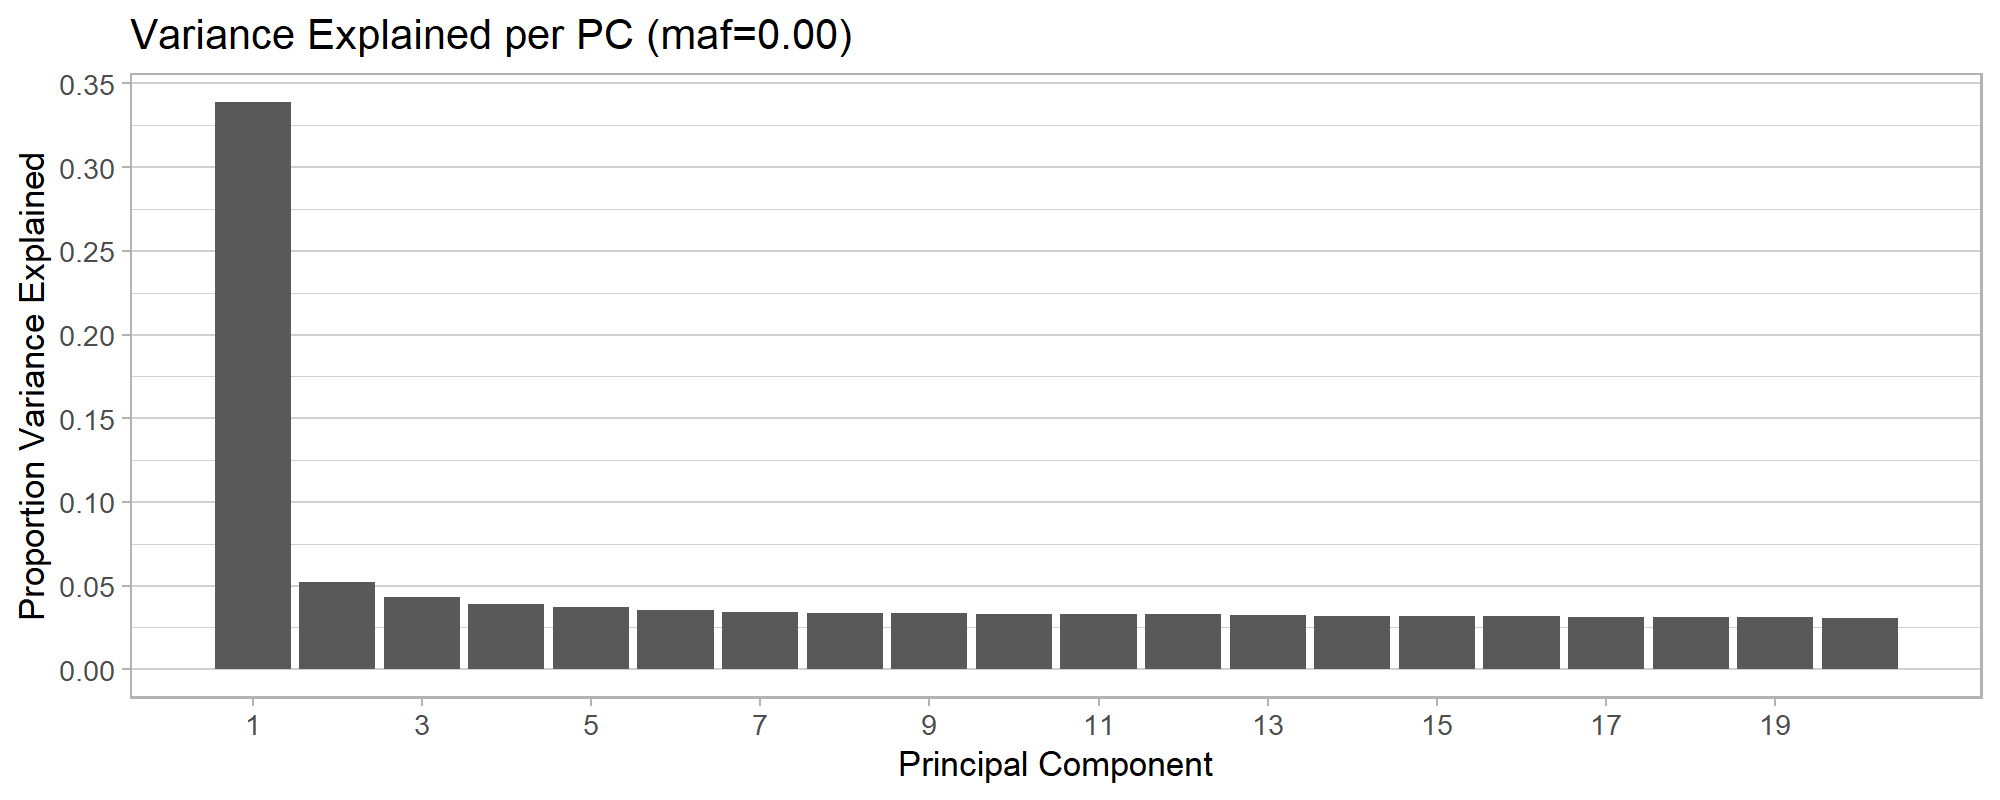 Variance Explained per PC (maf=0.00)
Proportion Variance Explained
0.35
0.30
0.25
0.20
0.15
0.10
0.05
0.00
1 3 5 7 9 11 13 15 17 19
Principal Component